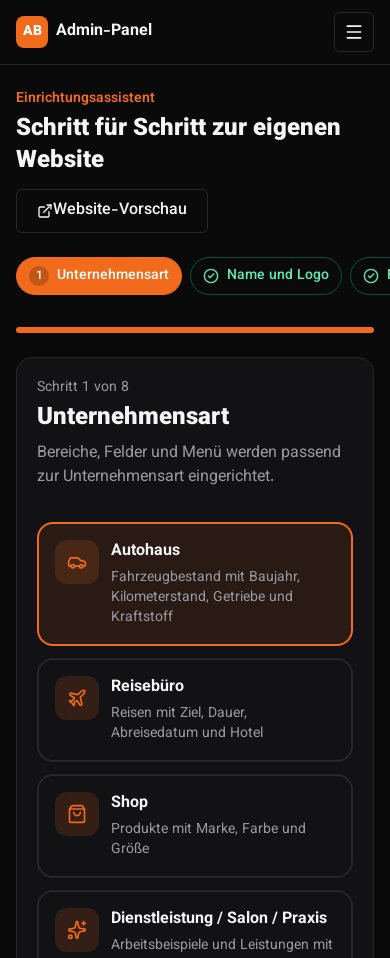 AB Admin-Panel
Einrichtungsassistent
Schritt für Schritt zur eigenen
Website
Website-Vorschau
1 Unternehmensart
Name und Logo
Schritt 1 von 8
Unternehmensart
Bereiche, Felder und Menü werden passend
zur Unternehmensart eingerichtet.
Autohaus
Fahrzeugbestand mit Baujahr,
Kilometerstand, Getriebe und
Kraftstoff
Reisebüro
Reisen mit Ziel, Dauer,
Abreisedatum und Hotel
Shop
Produkte mit Marke, Farbe und
Größe
Dienstleistung / Salon / Praxis
Arbeitsbeispiele und Leistungen mit